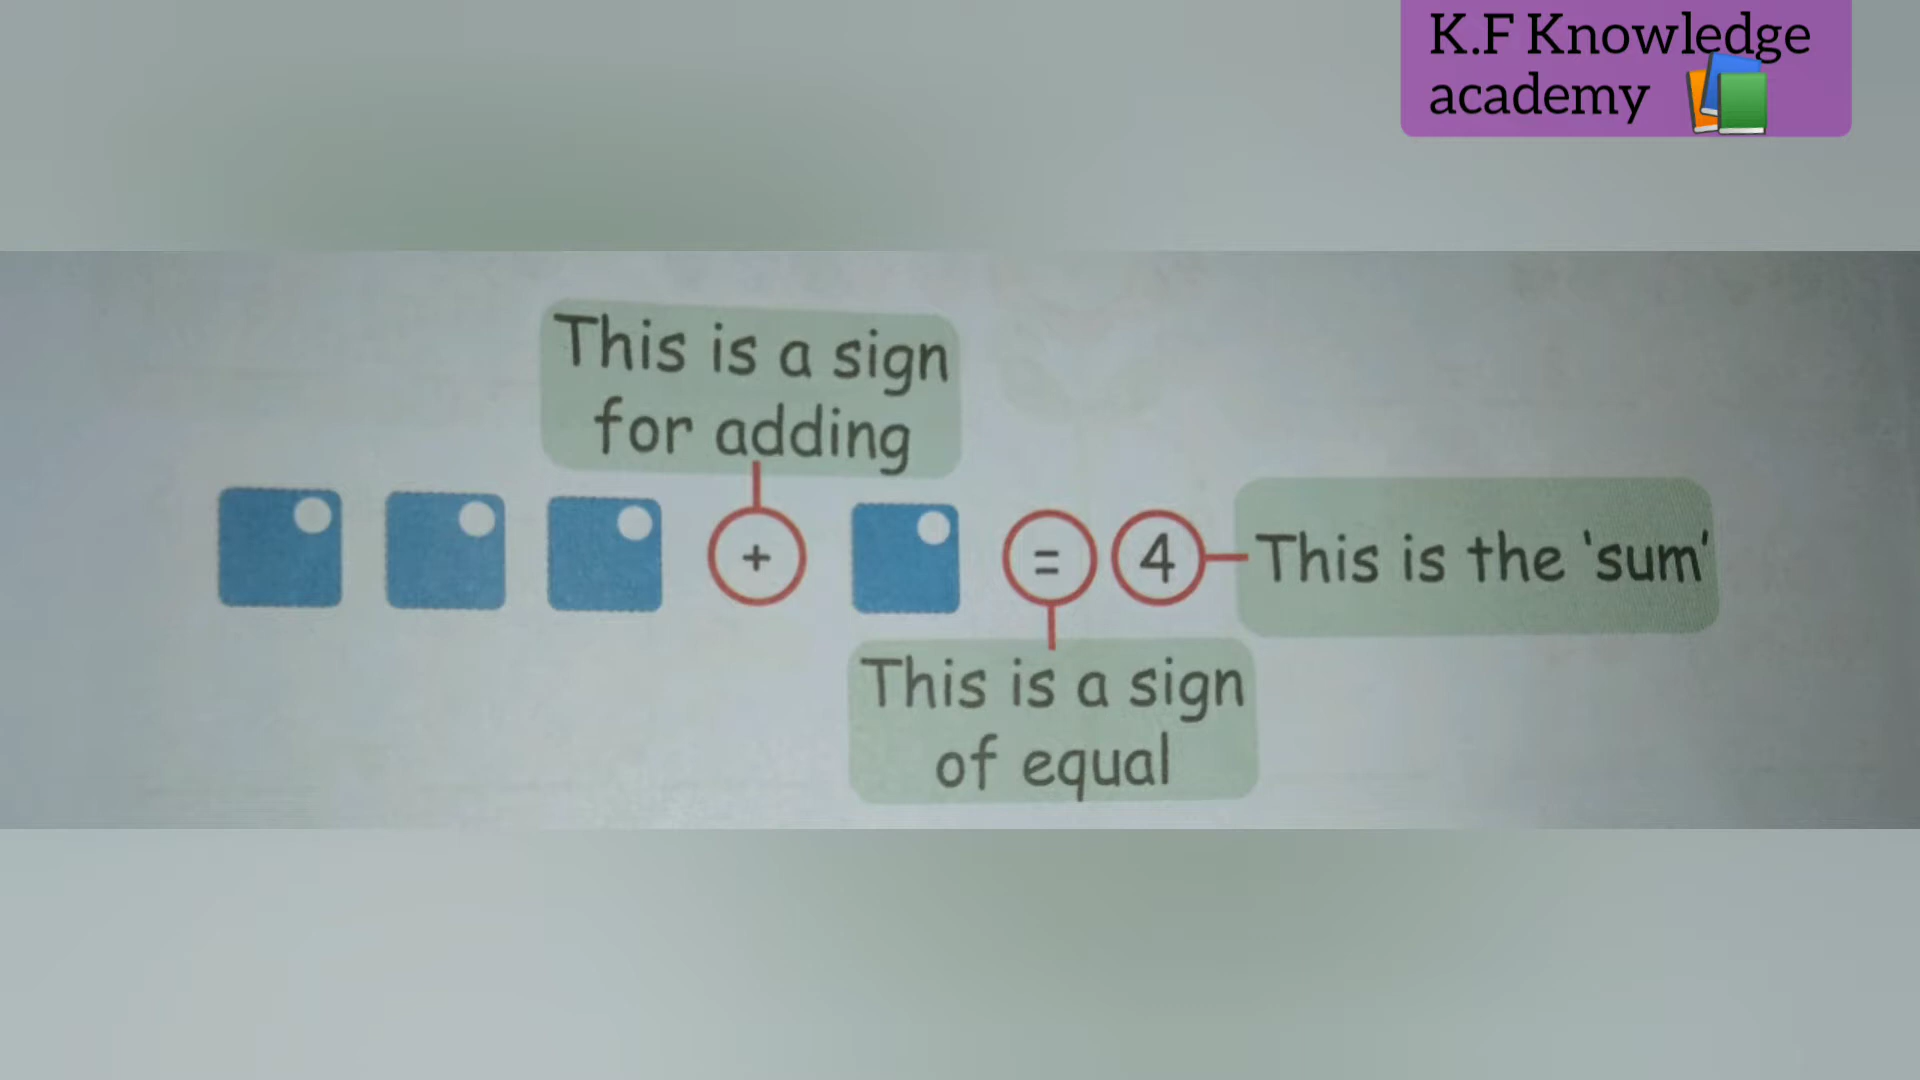 K.F Knowledge
academy
This is a sign
for adding
+
=
4
This is the 'sum'
This is a sign
of equal